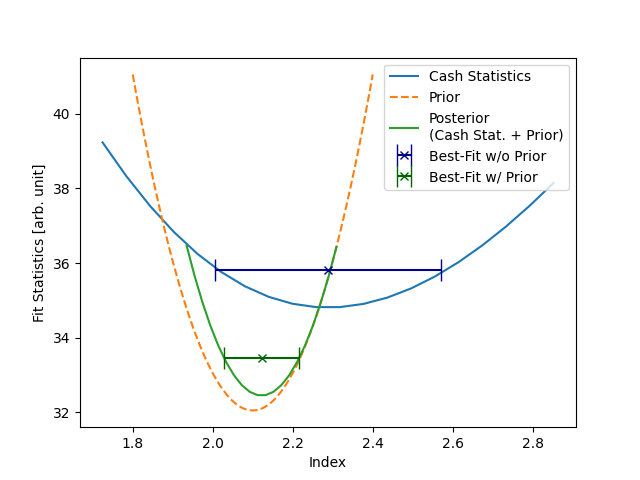 Cash Statistics
Prior
Posterior
(Cash Stat. + Prior)
Best-Fit w/o Prior
Best-Fit w/ Prior
Fit Statistics [arb. unit]
40
38
36
34
32
1.8 2.0 2.2 2.4 2.6 2.8
Index